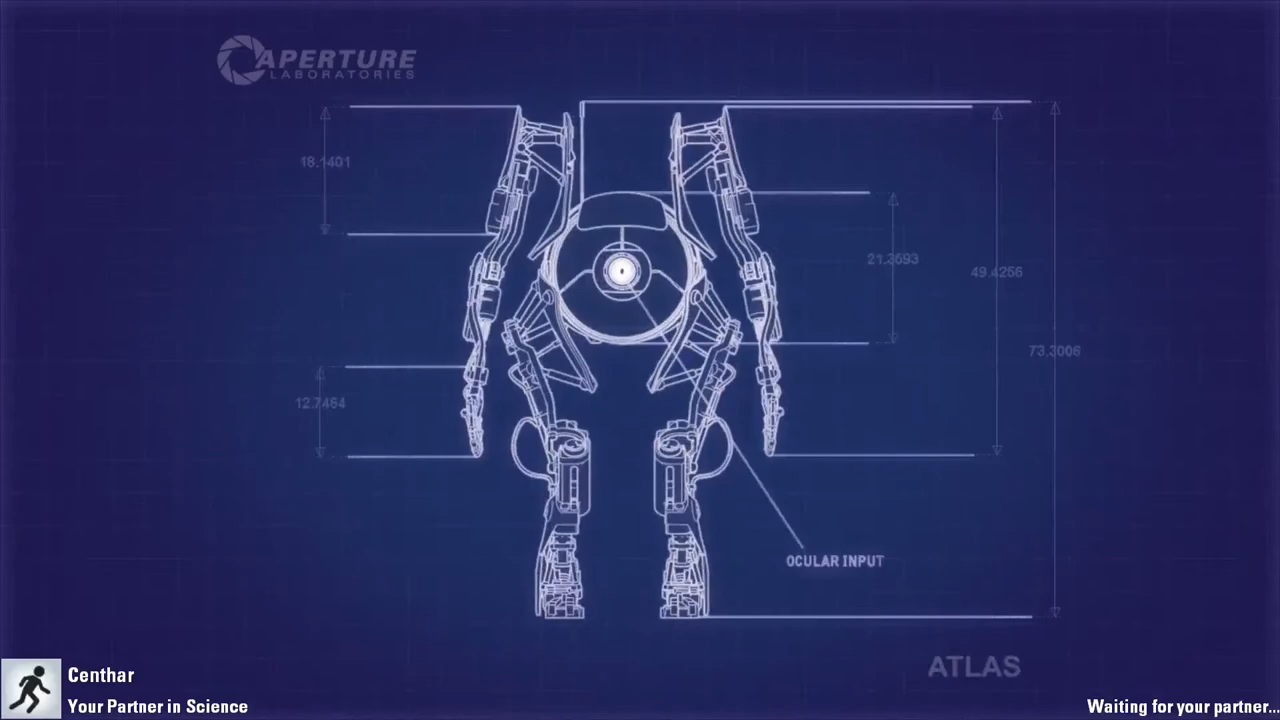 APERTURE
LABORATORIES
18.1401
21.3593
49.4256
73.3006
12.7464
OCULAR INPUT
ATLAS
Centhar
Your Partner in Science
Waiting for your partner...